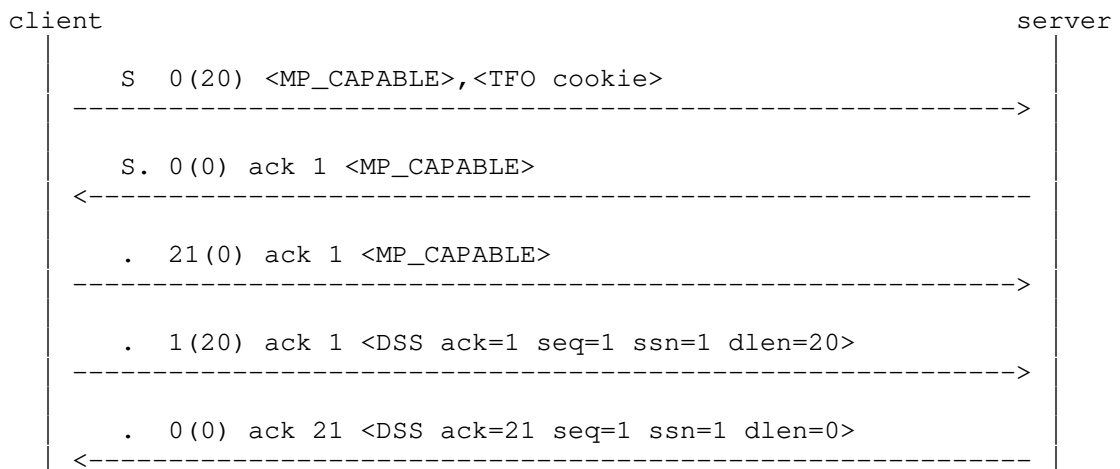 client server
S 0(20) <MP_CAPABLE>,<TFO cookie>
S. 0(0) ack 1 <MP_CAPABLE>
. 21(0) ack 1 <MP_CAPABLE>
. 1(20) ack 1 <DSS ack=1 seq=1 ssn=1 dlen=20>
. 0(0) ack 21 <DSS ack=21 seq=1 ssn=1 dlen=0>